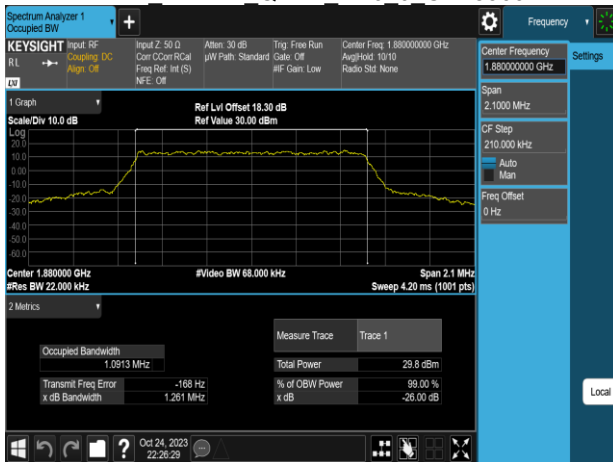 Spectrum Analyzer 1
Occupied BW
Frequency
KEYSIGHT
RL
LXI
Input: RF
Coupling: DC
Align: Off
Input Z: 50 Ω
Corr CCorr RCal
Freq Ref: Int (S)
NFE: Off
Atten: 30 dB
µW Path: Standard
Trig: Free Run
Gate: Off
#IF Gain: Low
Center Freq: 1.880000000 GHz
Avg|Hold: 10/10
Radio Std: None
Center Frequency
1.880000000 GHz
Settings
Span
2.1000 MHz
CF Step
210.000 kHz
Auto
Man
Freq Offset
0 Hz
Local
1 Graph
Scale/Div 10.0 dB
Ref Lvl Offset 18.30 dB
Ref Value 30.00 dBm
Log
20.0
10.0
0.00
-10.0
-20.0
-30.0
-40.0
-50.0
-60.0
Center 1.880000 GHz
#Res BW 22.000 kHz
#Video BW 68.000 kHz
Span 2.1 MHz
Sweep 4.20 ms (1001 pts)
2 Metrics
Measure Trace Trace 1
Occupied Bandwidth
1.0913 MHz
Total Power 29.8 dBm
Transmit Freq Error -168 Hz
% of OBW Power 99.00 %
x dB Bandwidth 1.261 MHz
x dB -26.00 dB
Oct 24, 2023
22:26:29